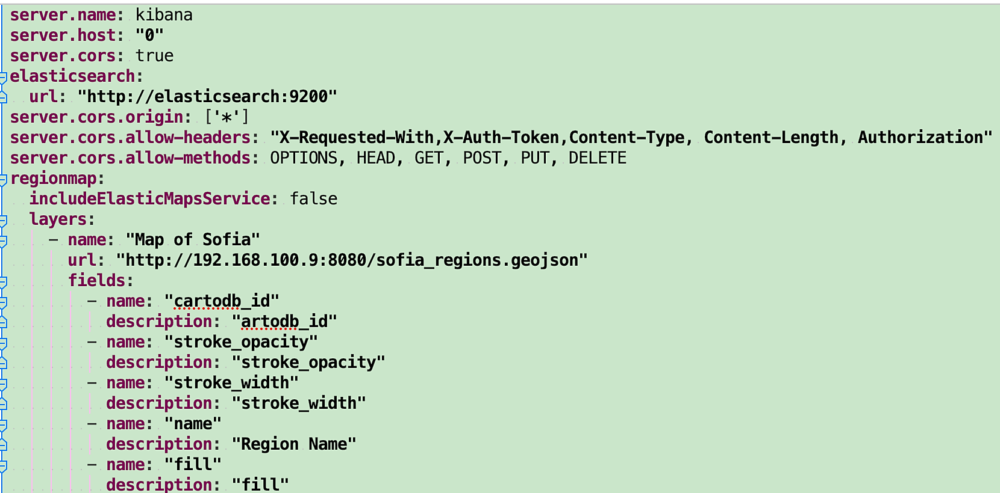 server.name: kibana
server.host: "0"
server.cors: true
elasticsearch:
  url: "http://elasticsearch:9200"
server.cors.origin: ['*']
server.cors.allow-headers: "X-Requested-With,X-Auth-Token,Content-Type, Content-Length, Authorization"
server.cors.allow-methods: OPTIONS, HEAD, GET, POST, PUT, DELETE
regionmap:
  includeElasticMapsService: false
  layers:
    - name: "Map of Sofia"
      url: "http://192.168.100.9:8080/sofia_regions.geojson"
      fields:
        - name: "cartodb_id"
          description: "artodb_id"
        - name: "stroke_opacity"
          description: "stroke_opacity"
        - name: "stroke_width"
          description: "stroke_width"
        - name: "name"
          description: "Region Name"
        - name: "fill"
          description: "fill"